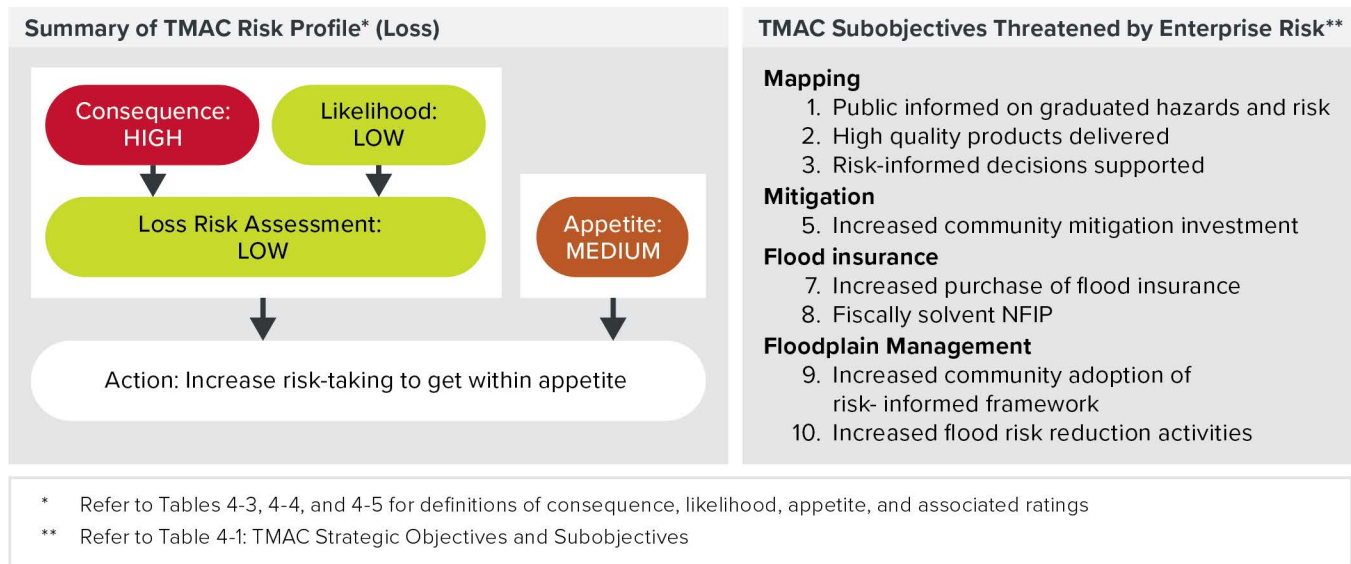 Summary of TMAC Risk Profile* (Loss)
Consequence:
HIGH
Likelihood:
LOW
Loss Risk Assessment:
LOW
Appetite:
MEDIUM
Action: Increase risk-taking to get within appetite
TMAC Subobjectives Threatened by Enterprise Risk**
Mapping
1. Public informed on graduated hazards and risk
2. High quality products delivered
3. Risk-informed decisions supported
Mitigation
5. Increased community mitigation investment
Flood insurance
7. Increased purchase of flood insurance
8. Fiscally solvent NFIP
Floodplain Management
9. Increased community adoption of
risk- informed framework
10. Increased flood risk reduction activities
* Refer to Tables 4-3, 4-4, and 4-5 for definitions of consequence, likelihood, appetite, and associated ratings
** Refer to Table 4-1: TMAC Strategic Objectives and Subobjectives